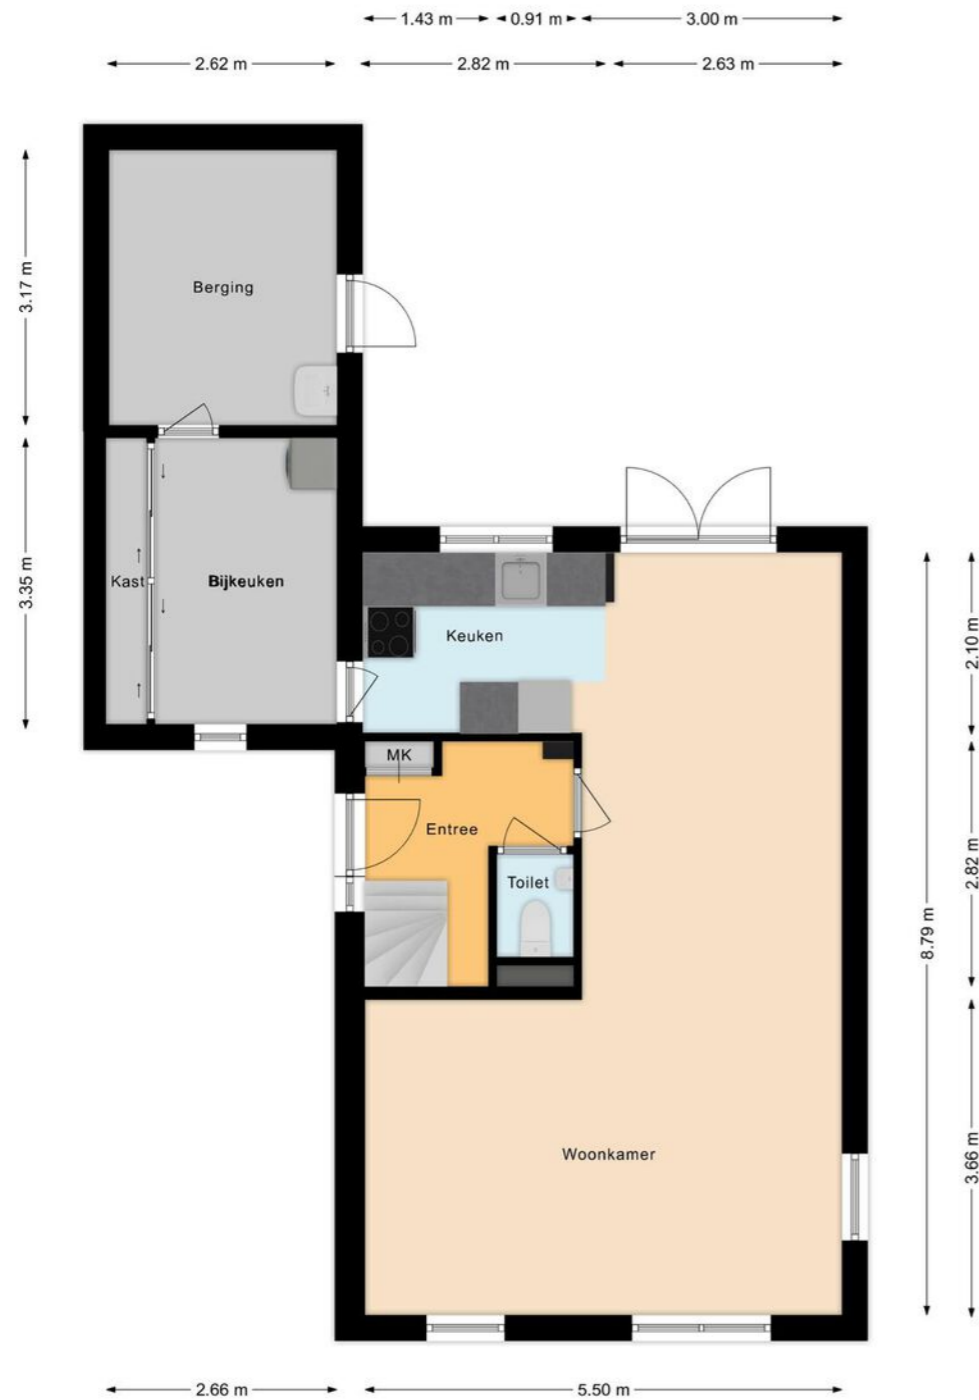 1.43 m
0.91 m
3.00 m
2.62 m
2.82 m
2.63 m
3.17 m
Berging
3.35 m
Kast
Bijkeuken
Keuken
2.10 m
MK
Entree
Toilet
2.82 m
8.79 m
Woonkamer
3.66 m
2.66 m
5.50 m